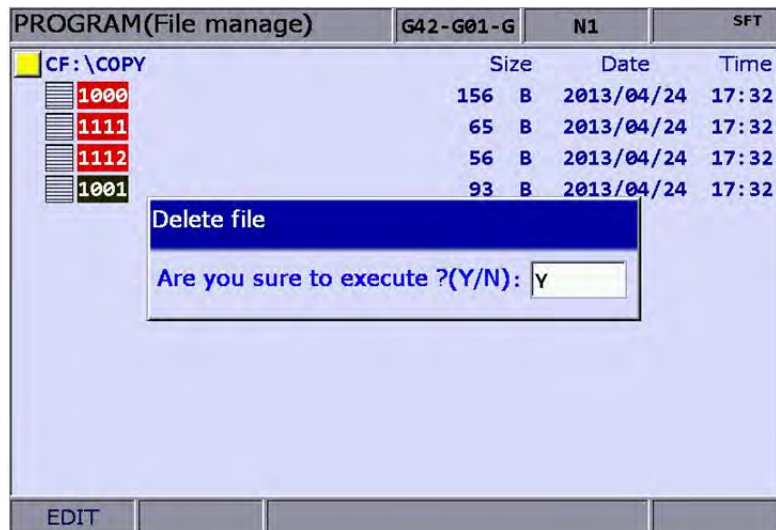 PROGRAM(File manage) G42-G01-G N1 SFT
CF:\COPY Size Date Time
1000 156 B 2013/04/24 17:32
1111 65 B 2013/04/24 17:32
1112 56 B 2013/04/24 17:32
1001 93 B 2013/04/24 17:32
Delete file
Are you sure to execute ?(Y/N): Y
EDIT